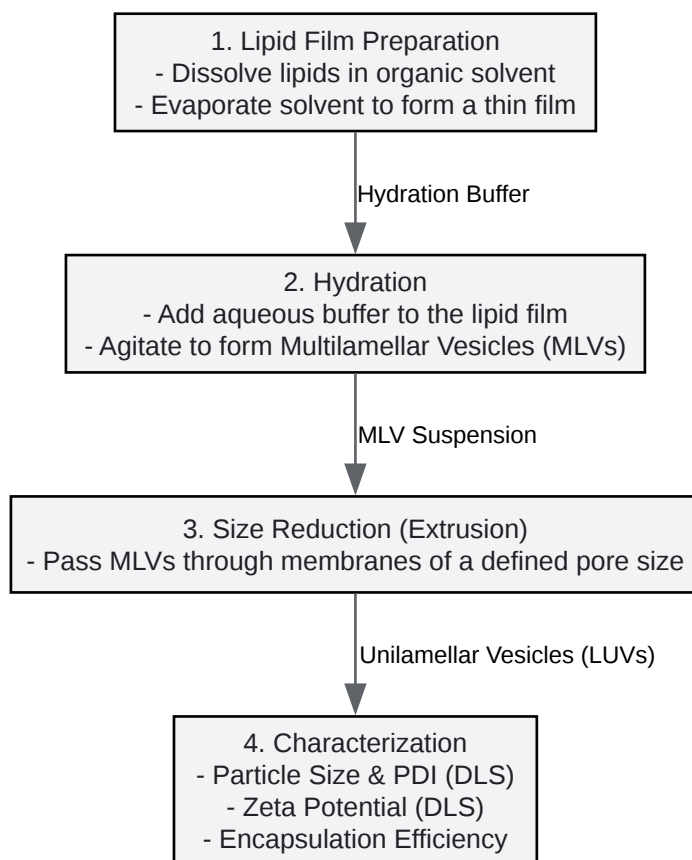 1. Lipid Film Preparation
- Dissolve lipids in organic solvent
- Evaporate solvent to form a thin film
Hydration Buffer
2. Hydration
- Add aqueous buffer to the lipid film
- Agitate to form Multilamellar Vesicles (MLVs)
MLV Suspension
3. Size Reduction (Extrusion)
- Pass MLVs through membranes of a defined pore size
Unilamellar Vesicles (LUVs)
4. Characterization
- Particle Size & PDI (DLS)
- Zeta Potential (DLS)
- Encapsulation Efficiency